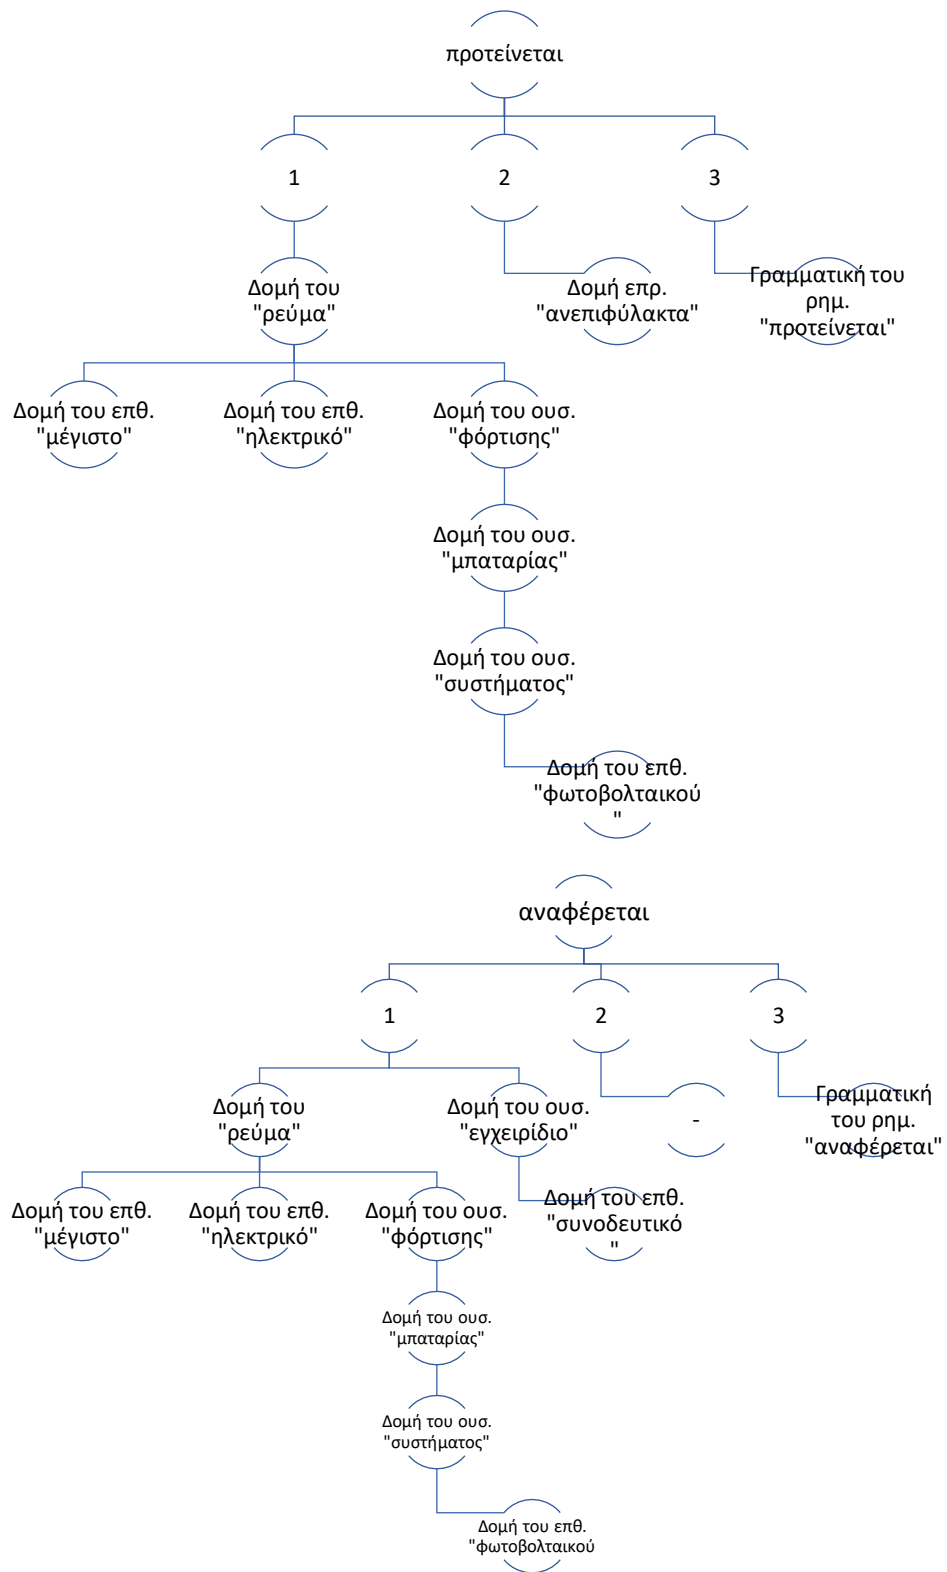 προτείνεται
1
2
3
Δομή του
"ρεύμα"
Δομή επρ.
"ανεπιφύλακτα"
Γραμματική του
ρημ.
"προτείνεται"
Δομή του επθ.
"μέγιστο"
Δομή του επθ.
"ηλεκτρικό"
Δομή του ουσ.
"φόρτισης"
Δομή του ουσ.
"μπαταρίας"
Δομή του ουσ.
"συστήματος"
Δομή του επθ.
"φωτοβολταικού
"
αναφέρεται
1
2
3
Δομή του
"ρεύμα"
Δομή του ουσ.
"εγχειρίδιο"
-
Γραμματική
του ρημ.
"αναφέρεται"
Δομή του επθ.
"μέγιστο"
Δομή του επθ.
"ηλεκτρικό"
Δομή του ουσ.
"φόρτισης"
Δομή του επθ.
"συνοδευτικό
"
Δομή του ουσ.
"μπαταρίας"
Δομή του ουσ.
"συστήματος"
Δομή του επθ.
"φωτοβολταικού